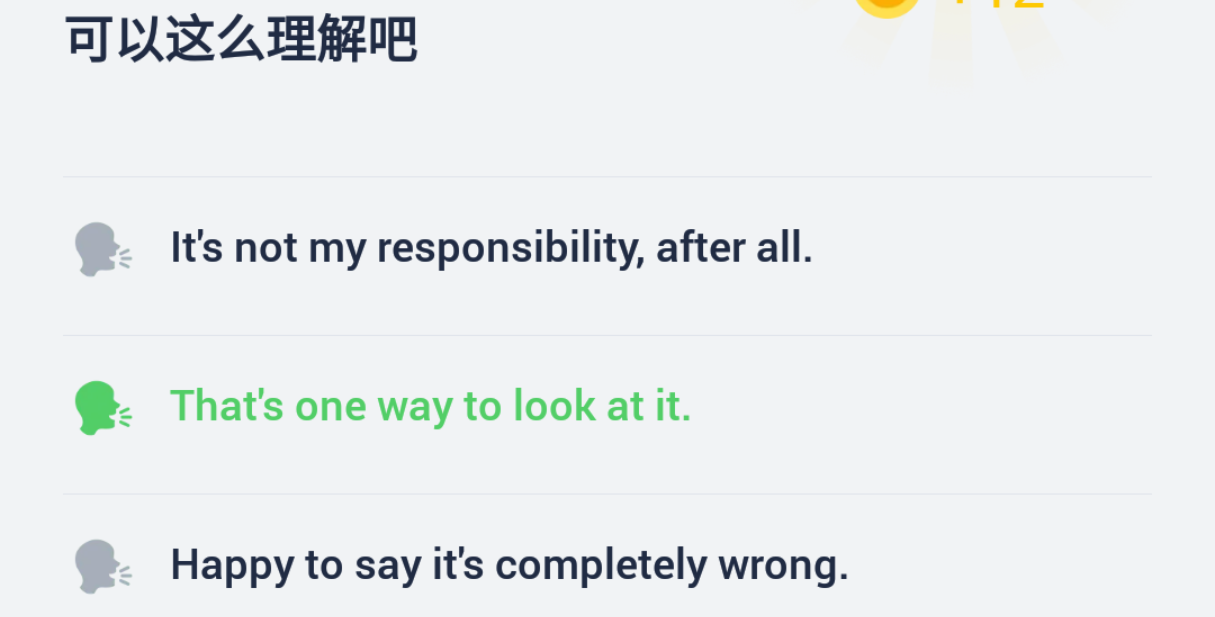 可以这么理解吧
It's not my responsibility, after all.
That's one way to look at it.
Happy to say it's completely wrong.